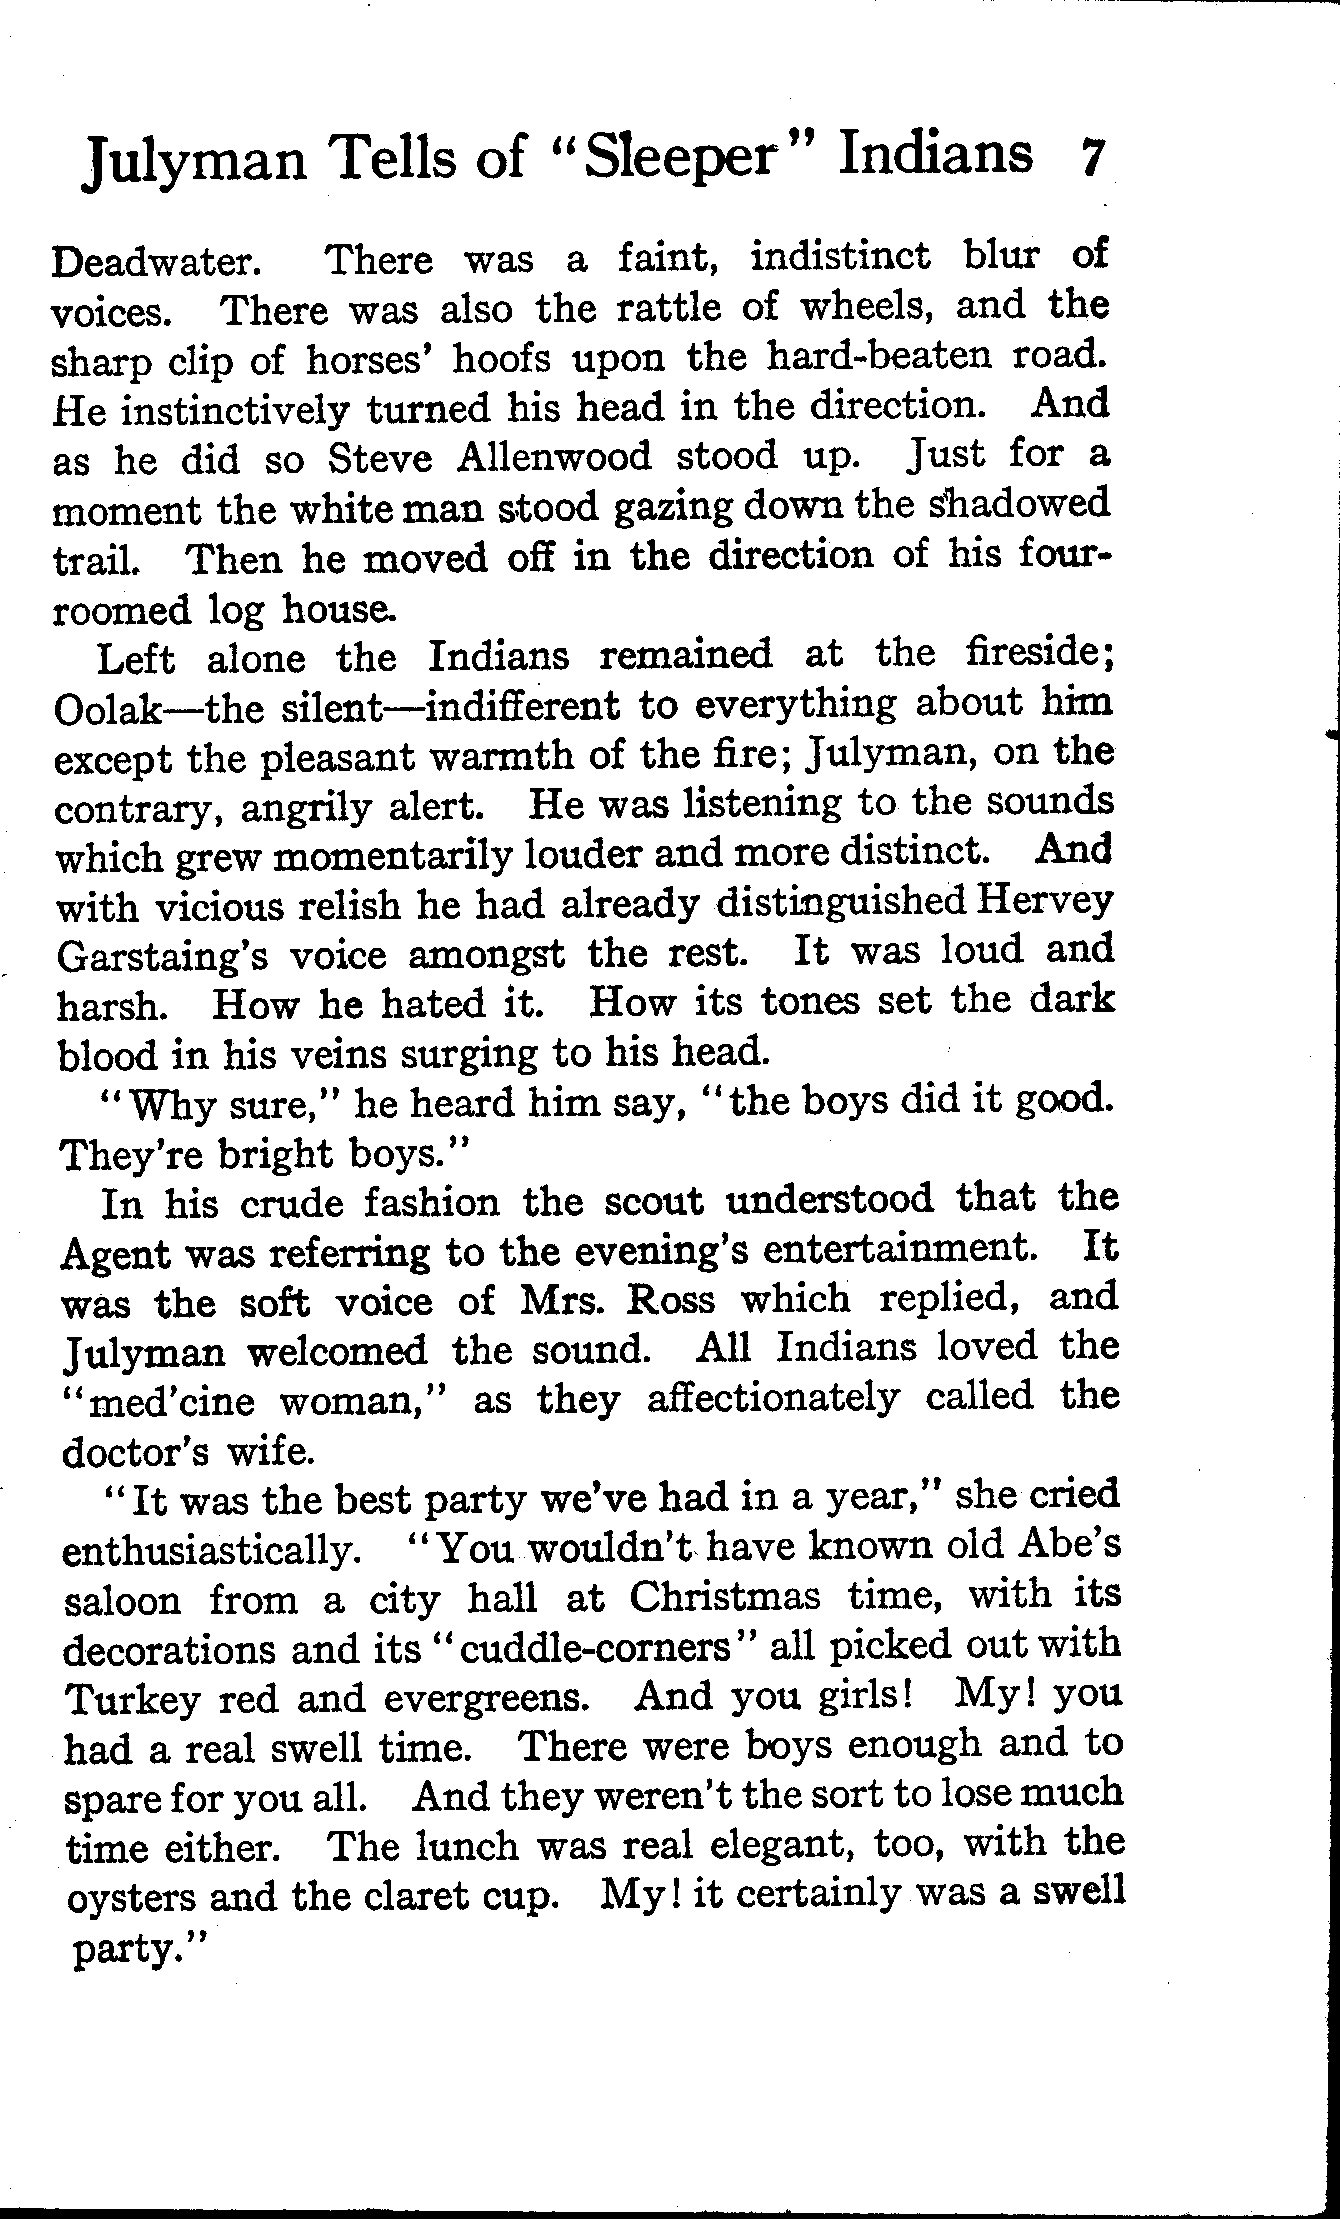 Julyman Tells of "Sleeper" Indians 7
Deadwater. There was a faint, indistinct blur of
voices. There was also the rattle of wheels, and the
sharp clip of horses' hoofs upon the hard-beaten road.
He instinctively turned his head in the direction. And
as he did so Steve Allenwood stood up. Just for a
moment the white man stood gazing down the shadowed
trail. Then he moved off in the direction of his four-
roomed log house.
Left alone the Indians remained at the fireside;
Oolak—the silent—indifferent to everything about him
except the pleasant warmth of the fire; Julyman, on the
contrary, angrily alert. He was listening to the sounds
which grew momentarily louder and more distinct. And
with vicious relish he had already distinguished Hervey
Garstaing's voice amongst the rest. It was loud and
harsh. How he hated it. How its tones set the dark
blood in his veins surging to his head.
"Why sure," he heard him say, "the boys did it good.
They're bright boys."
In his crude fashion the scout understood that the
Agent was referring to the evening's entertainment. It
was the soft voice of Mrs. Ross which replied, and
Julyman welcomed the sound. All Indians loved the
"med'cine woman," as they affectionately called the
doctor's wife.
"It was the best party we've had in a year," she cried
enthusiastically. "You wouldn't have known old Abe's
saloon from a city hall at Christmas time, with its
decorations and its "cuddle-corners" all picked out with
Turkey red and evergreens. And you girls! My! you
had a real swell time. There were boys enough and to
spare for you all. And they weren't the sort to lose much
time either. The lunch was real elegant, too, with the
oysters and the claret cup. My! it certainly was a swell
party."